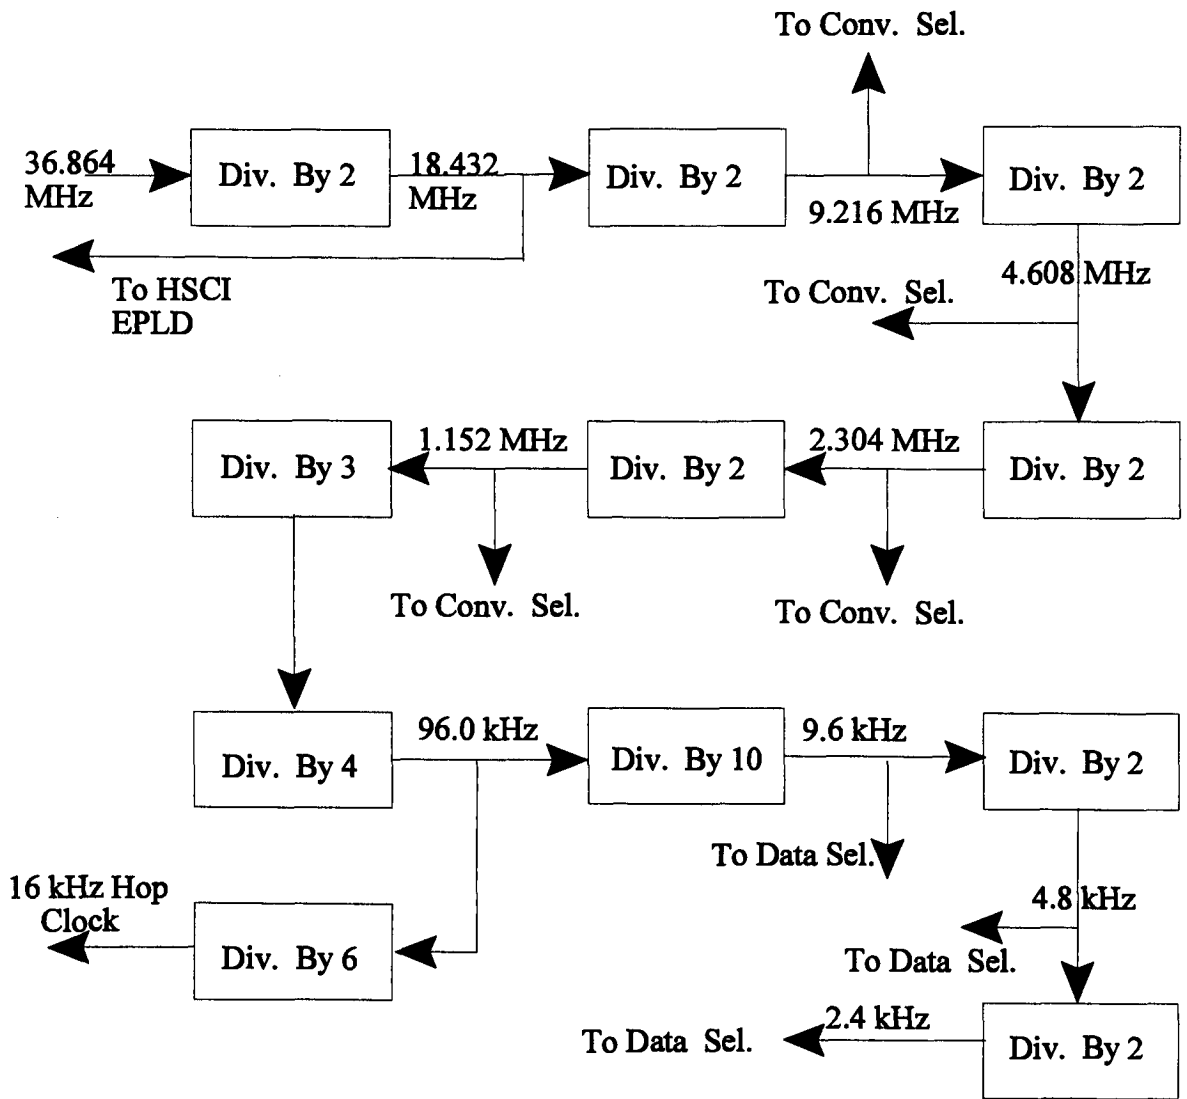 To Conv. Sel.
36.864
MHz
Div. By 2
18.432
MHz
Div. By 2
9.216 MHz
Div. By 2
To HSCI
EPLD
4.608 MHz
To Conv. Sel.
Div. By 3
1.152 MHz
Div. By 2
2.304 MHz
Div. By 2
To Conv. Sel.
To Conv. Sel.
Div. By 4
96.0 kHz
Div. By 10
9.6 kHz
Div. By 2
To Data Sel.
16 kHz Hop
Clock
Div. By 6
4.8 kHz
To Data Sel.
To Data Sel.
2.4 kHz
Div. By 2